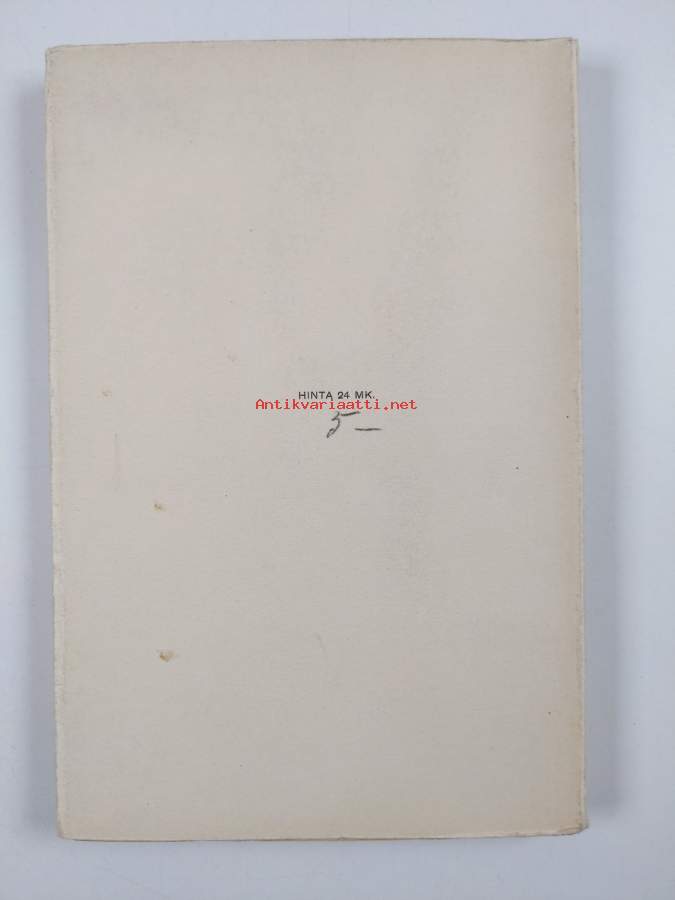 HINTA 24 MK.
Antikvariaatti.net
5 —